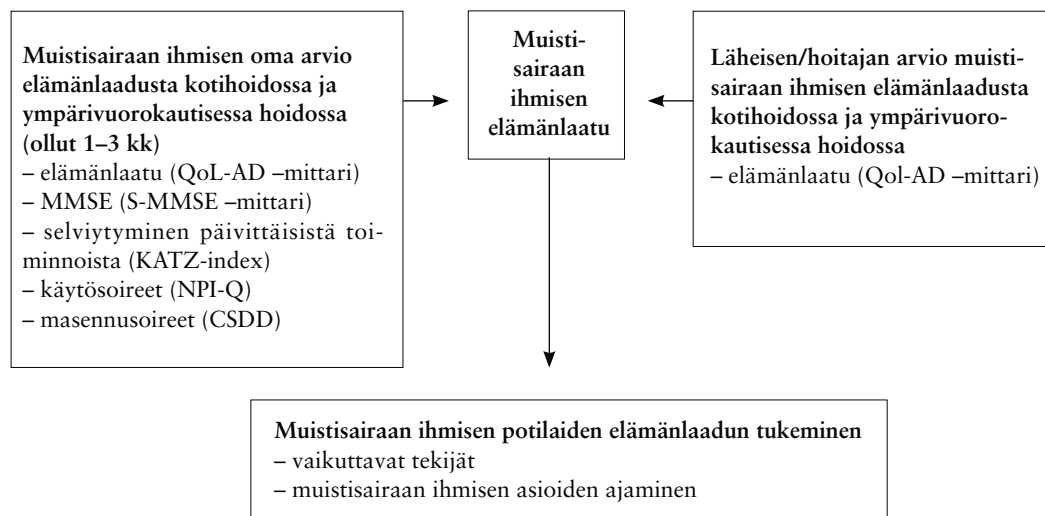 Muistisairaan ihmisen oma arvio
elämänlaadusta kotihoidossa ja
ympärivuorokautisessa hoidossa
(ollut 1–3 kk)
– elämänlaatu (QoL-AD –mittari)
– MMSE (S-MMSE –mittari)
– selviytyminen päivittäisistä toi-
minnoista (KATZ-index)
– käytösoireet (NPI-Q)
– masennusoireet (CSDD)
Muisti-
sairaan
ihmisen
elämänlaatu
Läheisen/hoitajan arvio muisti-
sairaan ihmisen elämänlaadusta
kotihoidossa ja ympärivuoro-
kautisessa hoidossa
– elämänlaatu (Qol-AD –mittari)
Muistisairaan ihmisen potilaiden elämänlaadun tukeminen
– vaikuttavat tekijät
– muistisairaan ihmisen asioiden ajaminen